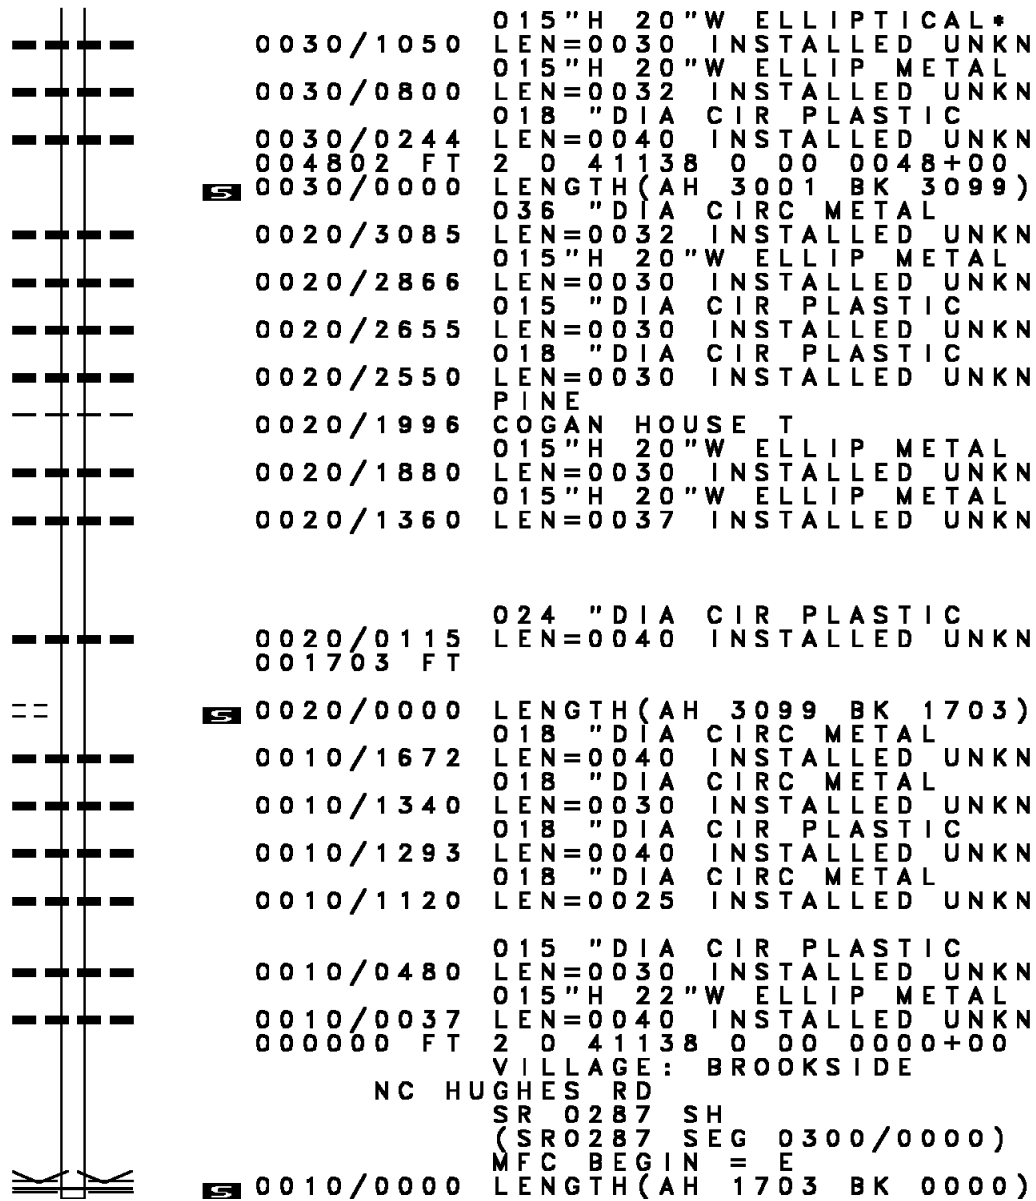 015"H 20"W ELLIPTICAL*
0030/1050 LEN=0030 INSTALLED UNKN
015"H 20"W ELLIP METAL
0030/0800 LEN=0032 INSTALLED UNKN
018 "DIA CIR PLASTIC
0030/0244 LEN=0040 INSTALLED UNKN
004802 FT 2 0 41138 0 00 0048+00
S 0030/0000 LENGTH(AH 3001 BK 3099)
036 "DIA CIRC METAL
0020/3085 LEN=0032 INSTALLED UNKN
015"H 20"W ELLIP METAL
0020/2866 LEN=0030 INSTALLED UNKN
015 "DIA CIR PLASTIC
0020/2655 LEN=0030 INSTALLED UNKN
018 "DIA CIR PLASTIC
0020/2550 LEN=0030 INSTALLED UNKN
PINE
0020/1996 COGAN HOUSE T
015"H 20"W ELLIP METAL
0020/1880 LEN=0030 INSTALLED UNKN
015"H 20"W ELLIP METAL
0020/1360 LEN=0037 INSTALLED UNKN
024 "DIA CIR PLASTIC
0020/0115 LEN=0040 INSTALLED UNKN
001703 FT
S 0020/0000 LENGTH(AH 3099 BK 1703)
018 "DIA CIRC METAL
0010/1672 LEN=0040 INSTALLED UNKN
018 "DIA CIRC METAL
0010/1340 LEN=0030 INSTALLED UNKN
018 "DIA CIR PLASTIC
0010/1293 LEN=0040 INSTALLED UNKN
018 "DIA CIRC METAL
0010/1120 LEN=0025 INSTALLED UNKN
015 "DIA CIR PLASTIC
0010/0480 LEN=0030 INSTALLED UNKN
015"H 22"W ELLIP METAL
0010/0037 LEN=0040 INSTALLED UNKN
000000 FT 2 0 41138 0 00 0000+00
VILLAGE: BROOKSIDE
NC HUGHES RD
SR 0287 SH
(SR0287 SEG 0300/0000)
MFC BEGIN = E
S 0010/0000 LENGTH(AH 1703 BK 0000)